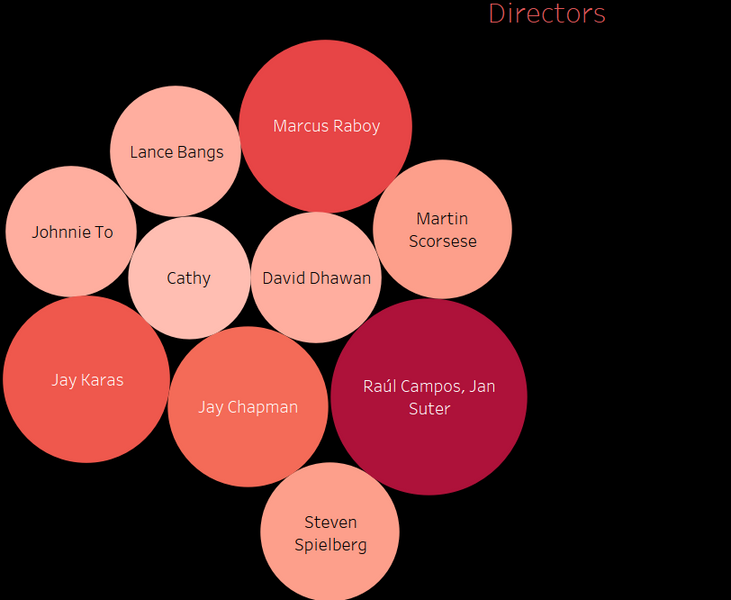 Directors
Marcus Raboy
Lance Bangs
Martin
Scorsese
Johnnie To
Cathy
David Dhawan
Jay Karas
Jay Chapman
Raúl Campos, Jan
Suter
Steven
Spielberg